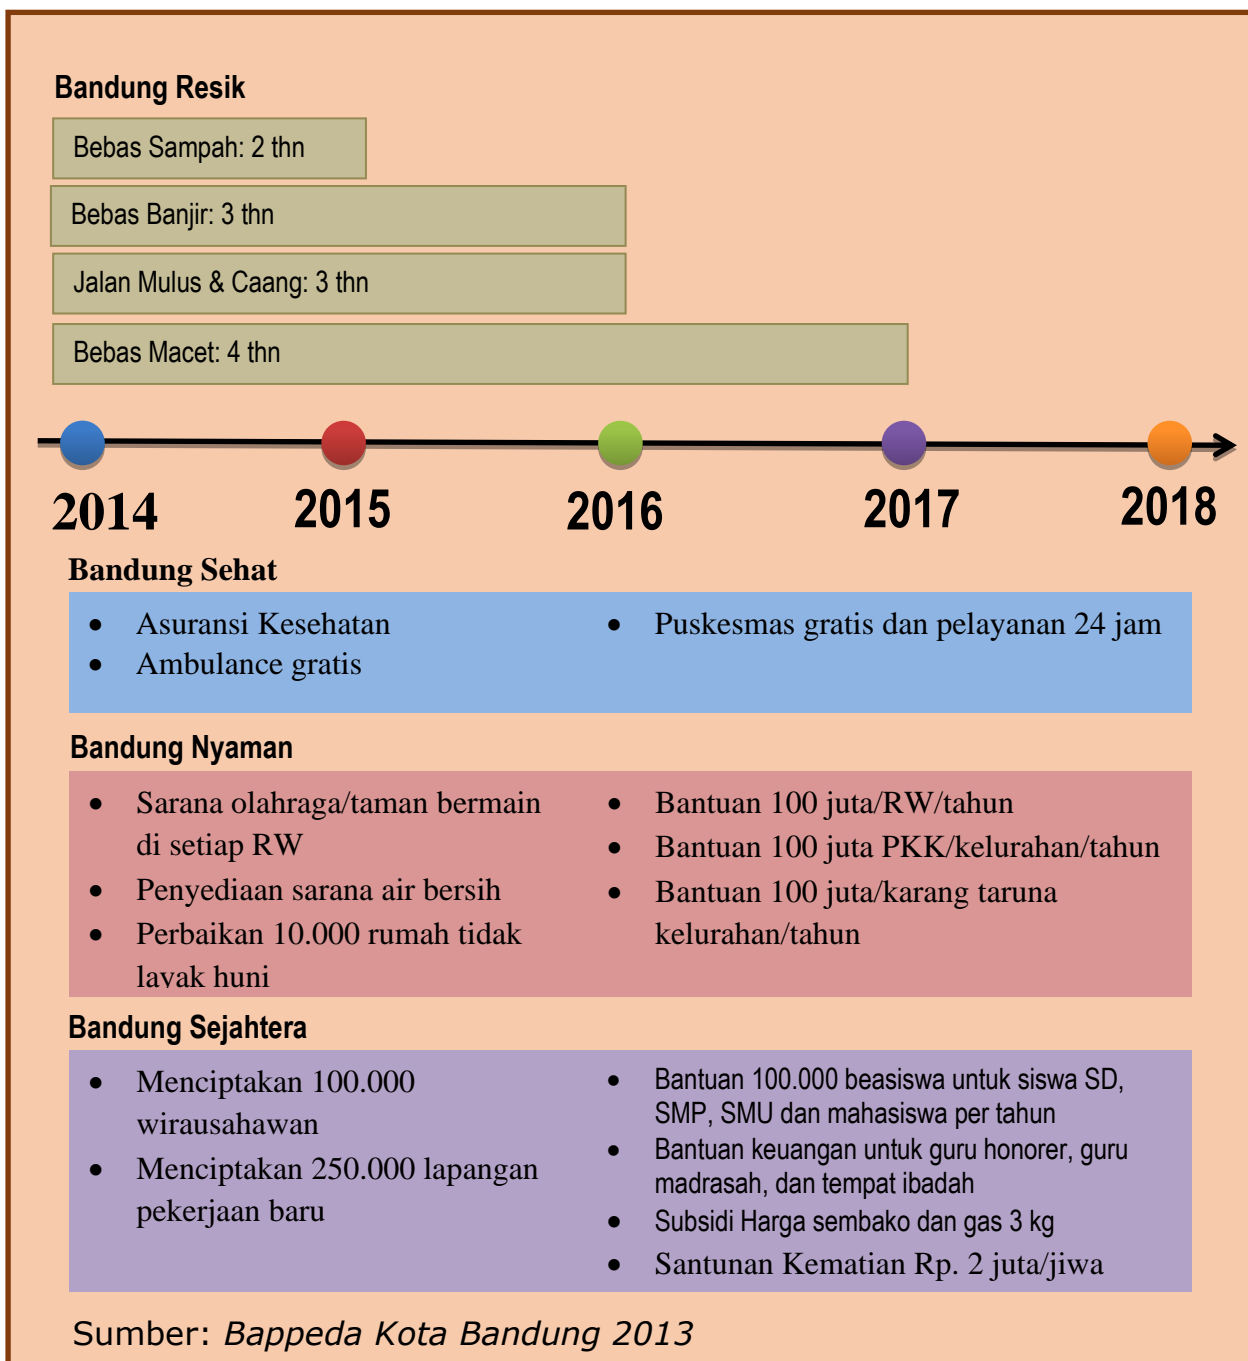 Bandung Resik
Bebas Sampah: 2 thn
Bebas Banjir: 3 thn
Jalan Mulus & Caang: 3 thn
Bebas Macet: 4 thn
2014
2015
2016
2017
2018
Bandung Sehat
• Asuransi Kesehatan
• Ambulance gratis
• Puskesmas gratis dan pelayanan 24 jam
Bandung Nyaman
• Sarana olahraga/taman bermain
di setiap RW
• Penyediaan sarana air bersih
• Perbaikan 10.000 rumah tidak
layak huni
• Bantuan 100 juta/RW/tahun
• Bantuan 100 juta PKK/kelurahan/tahun
• Bantuan 100 juta/karang taruna
kelurahan/tahun
Bandung Sejahtera
• Menciptakan 100.000
wirausahawan
• Menciptakan 250.000 lapangan
pekerjaan baru
• Bantuan 100.000 beasiswa untuk siswa SD,
SMP, SMU dan mahasiswa per tahun
• Bantuan keuangan untuk guru honorer, guru
madrasah, dan tempat ibadah
• Subsidi Harga sembako dan gas 3 kg
• Santunan Kematian Rp. 2 juta/jiwa
Sumber: Bappeda Kota Bandung 2013